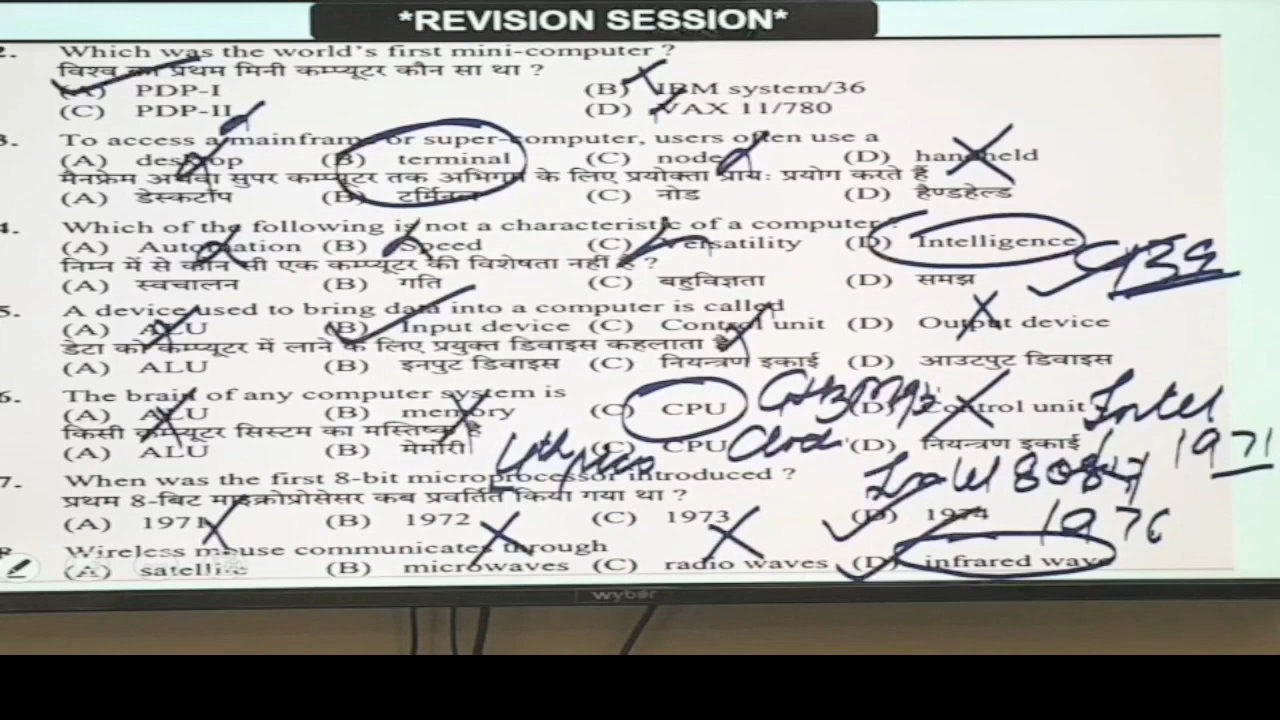 *REVISION SESSION*
2. Which was the world's first mini-computer ?
विश्व का प्रथम मिनी कम्प्यूटर कौन सा था ?
(A) PDP-I (B) IBM system/36
(C) PDP-II (D) VAX 11/780
3. To access a mainframe or super-computer, users often use a
(A) desktop (B) terminal (C) node (D) handheld
मैनफ्रेम अथवा सुपर कम्प्यूटर तक अभिगम के लिए प्रयोक्ता प्रायः प्रयोग करते हैं
(A) डेस्कटॉप (B) टर्मिनल (C) नोड (D) हैण्डहेल्ड
4. Which of the following is not a characteristic of a computer ?
(A) Automation (B) Speed (C) Versatility (D) Intelligence
निम्न में से कौन सी एक कम्प्यूटर की विशेषता नहीं है ?
(A) स्वचालन (B) गति (C) बहुविज्ञता (D) समझ
5. A device used to bring data into a computer is called
(A) ALU (B) Input device (C) Control unit (D) Output device
डेटा को कम्प्यूटर में लाने के लिए प्रयुक्त डिवाइस कहलाता है
(A) ALU (B) इनपुट डिवाइस (C) नियन्त्रण इकाई (D) आउटपुट डिवाइस
6. The brain of any computer system is
(A) ALU (B) memory (C) CPU (D) Control unit Intel
किसी कम्प्यूटर सिस्टम का मस्तिष्क है
(A) ALU (B) मेमोरी (C) CPU (D) नियन्त्रण इकाई 1971
7. When was the first 8-bit microprocessor introduced ? Intel
प्रथम 8-बिट माइक्रोप्रोसेसर कब प्रवर्तित किया गया था ?
(A) 1971 (B) 1972 (C) 1973 (D) 1974 1976
8. Wireless mouse communicates through
(A) satellite (B) microwaves (C) radio waves (D) infrared wave
wybor